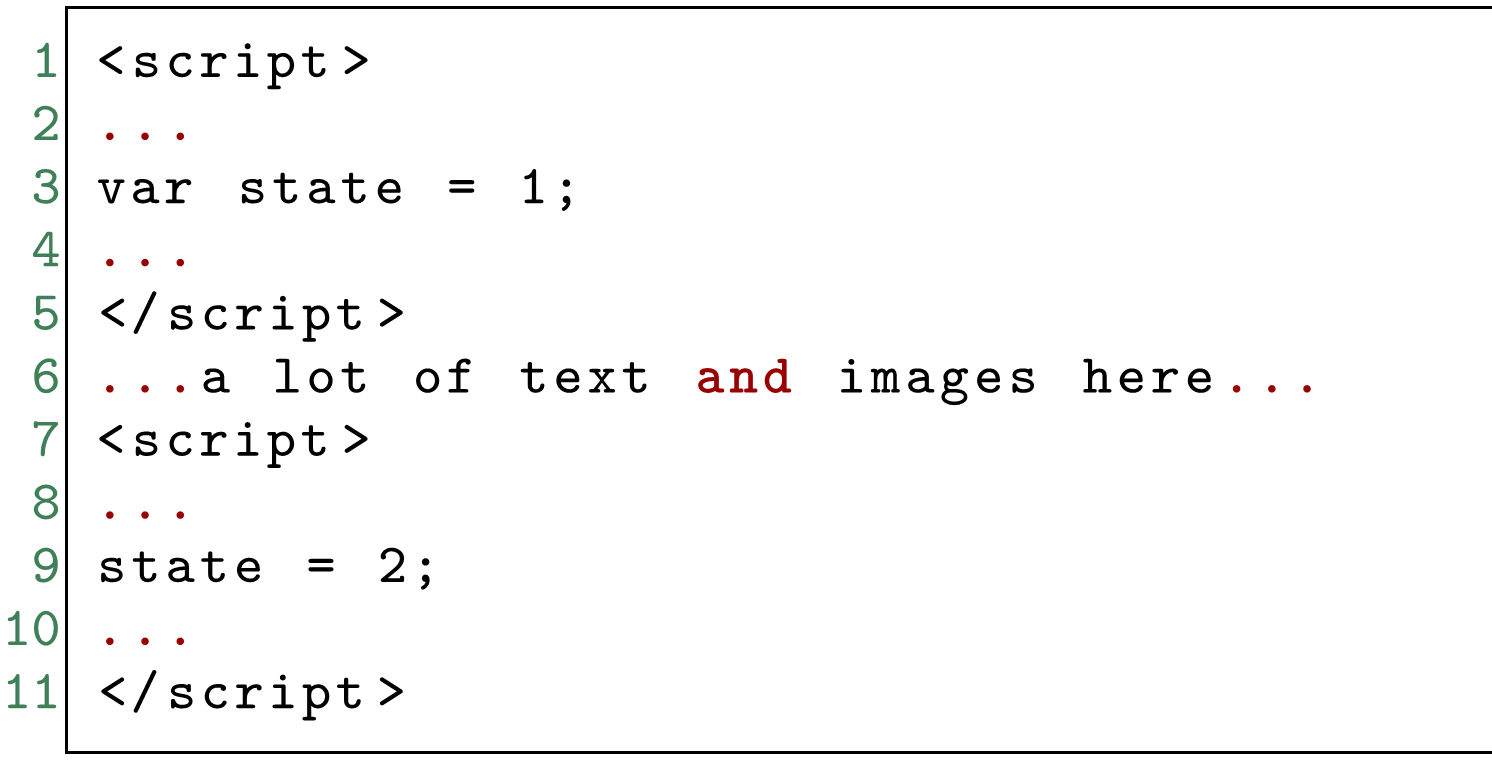 1 <script>
2 ...
3 var state = 1;
4 ...
5 </script>
6 ...a lot of text and images here...
7 <script>
8 ...
9 state = 2;
10 ...
11 </script>